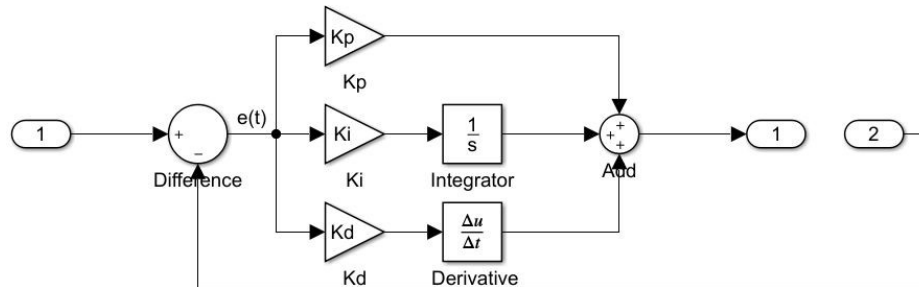 Kp
Kp
1
+
−
e(t)
Difference
Ki
Ki
1
s
Integrator
+
+
+
Add
1
2
Kd
Kd
Δu
Δt
Derivative